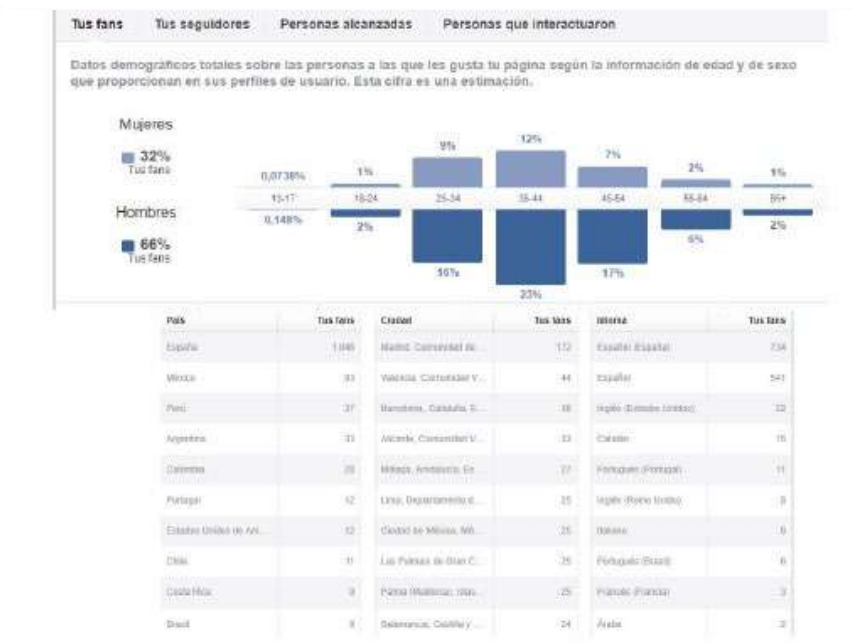 Tus fans Tus seguidores Personas alcanzadas Personas que interactuaron
Datos demográficos totales sobre las personas a las que les gusta tu página según la información de edad y de sexo
que proporcionan en sus perfiles de usuario. Esta cifra es una estimación.
Mujeres
32%
Tus fans
0,0738% 1% 9% 12% 7% 2% 1%
13-17 18-24 25-34 35-44 45-54 55-64 65+
Hombres
66%
Tus fans
0,148% 2% 16% 23% 17% 6% 2%
País Tus fans Ciudad Tus fans Idioma Tus fans
España Madrid, Comunidad de... 172 Español (España) 734
México 93 Valencia, Comunidad V... 44 Español 541
Perú 37 Barcelona, Cataluña, E... 38 Inglés (Estados Unidos)
Argentina 33 Alicante, Comunidad V... 33 Catalán
Colombia Málaga, Andalucía, Es... 27 Portugués (Portugal) 11
Portugal 12 Lima, Departamento d... 25 Inglés (Reino Unido)
Estados Unidos de Am... 12 Ciudad de México, Mé... Italiano
Chile 11 Las Palmas de Gran C... Portugués (Brasil)
Costa Rica Palma (Mallorca), Islas... Francés (Francia)
Brasil Salamanca, Castilla y... 24 Árabe